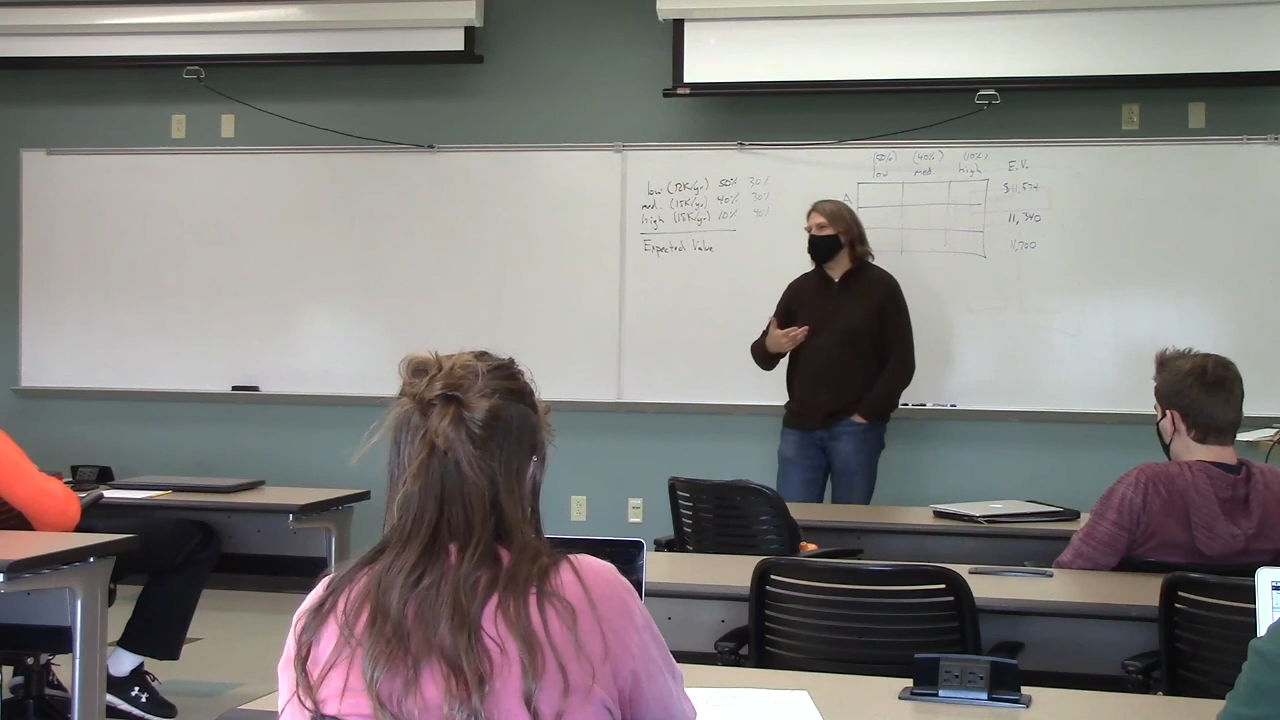 low (12K/yr) 50% 30%
med. (15K/yr) 40% 30%
high (18K/yr) 10% 40%
Expected Value
(50%) (40%) (10%)
low med. high E.V.
A $11,574
11,340
11,700